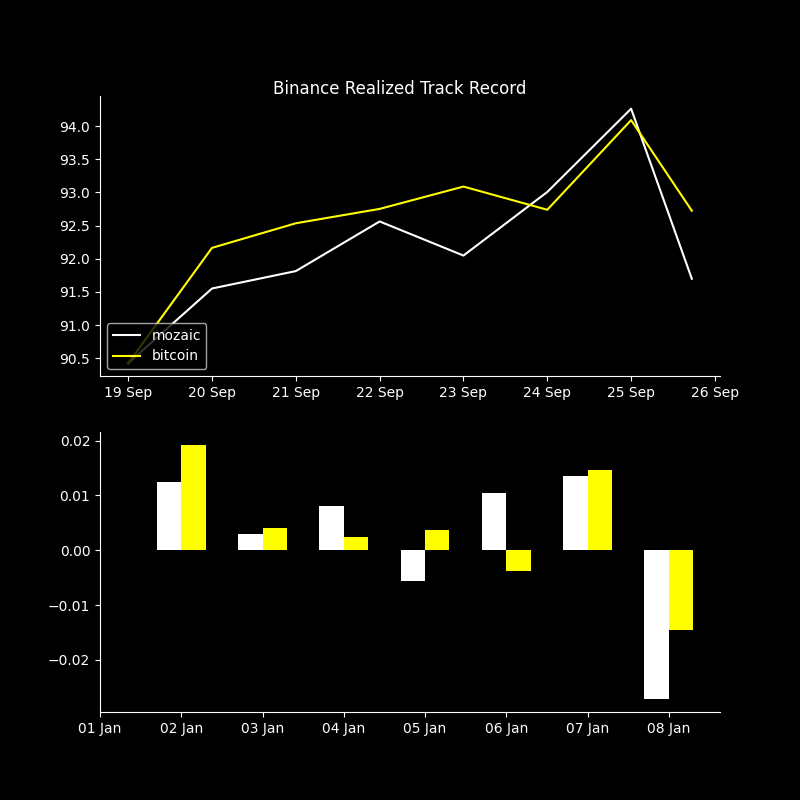 Binance Realized Track Record
94.0
93.5
93.0
92.5
92.0
91.5
91.0
90.5
mozaic
bitcoin
19 Sep 20 Sep 21 Sep 22 Sep 23 Sep 24 Sep 25 Sep 26 Sep
0.02
0.01
0.00
−0.01
−0.02
01 Jan 02 Jan 03 Jan 04 Jan 05 Jan 06 Jan 07 Jan 08 Jan